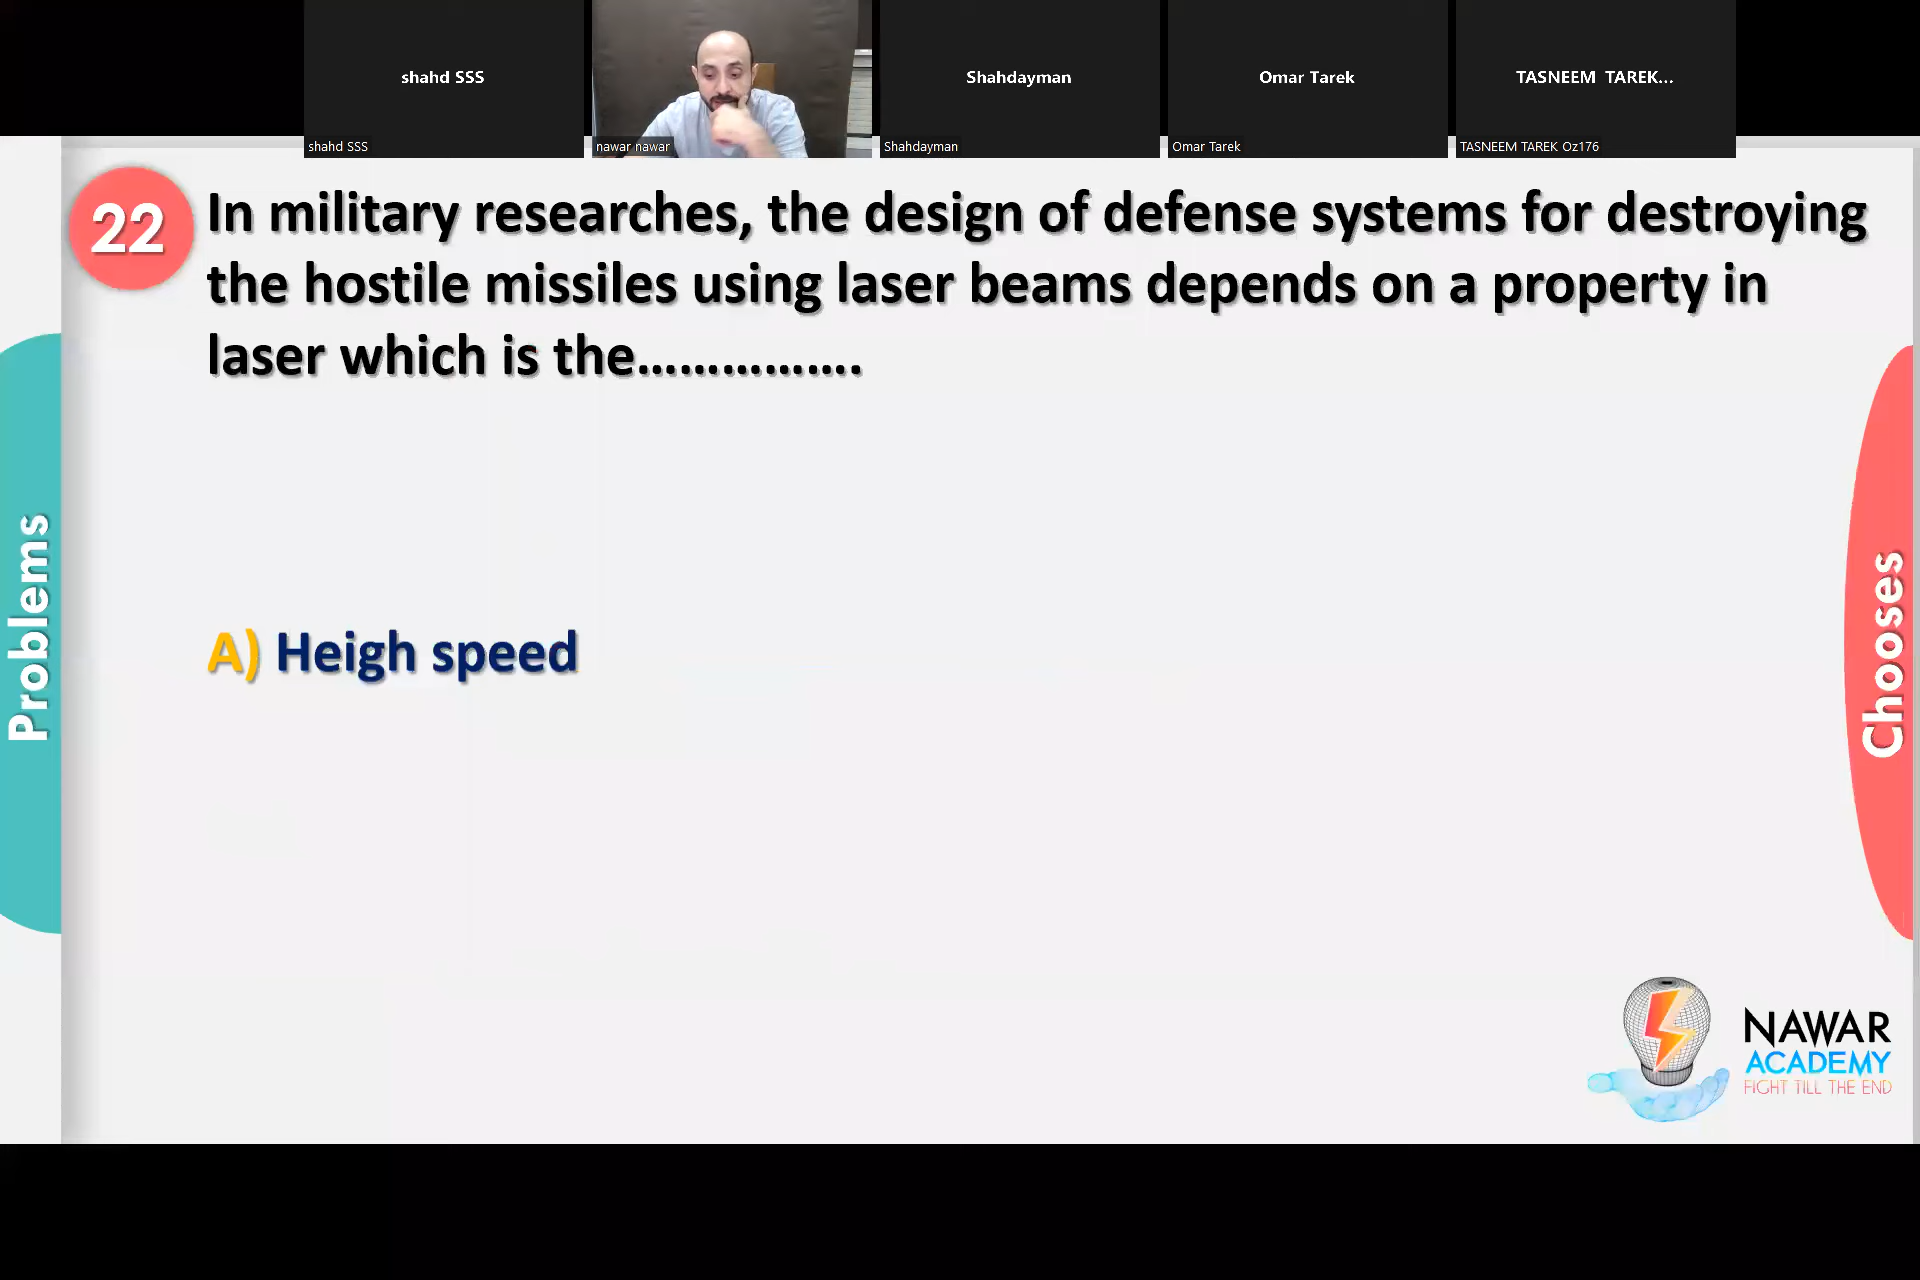 shahd SSS
Shahdayman
Omar Tarek
TASNEEM TAREK...
shahd SSS
nawar nawar
Shahdayman
Omar Tarek
TASNEEM TAREK Oz176
22
In military researches, the design of defense systems for destroying
the hostile missiles using laser beams depends on a property in
laser which is the................
A) Heigh speed
Problems
Chooses
NAWAR
ACADEMY
FIGHT TILL THE END